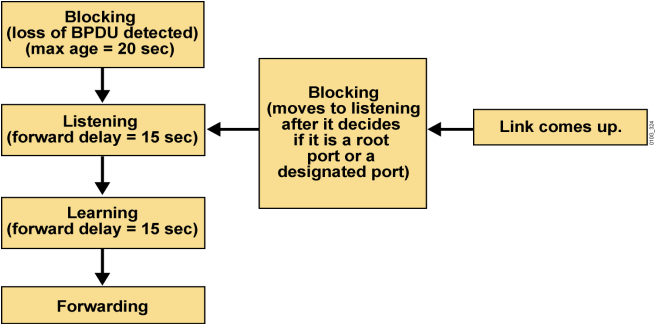 Blocking
(loss of BPDU detected)
(max age = 20 sec)
Listening
(forward delay = 15 sec)
Learning
(forward delay = 15 sec)
Forwarding
Blocking
(moves to listening
after it decides
if it is a root
port or a
designated port)
Link comes up.
0100_324